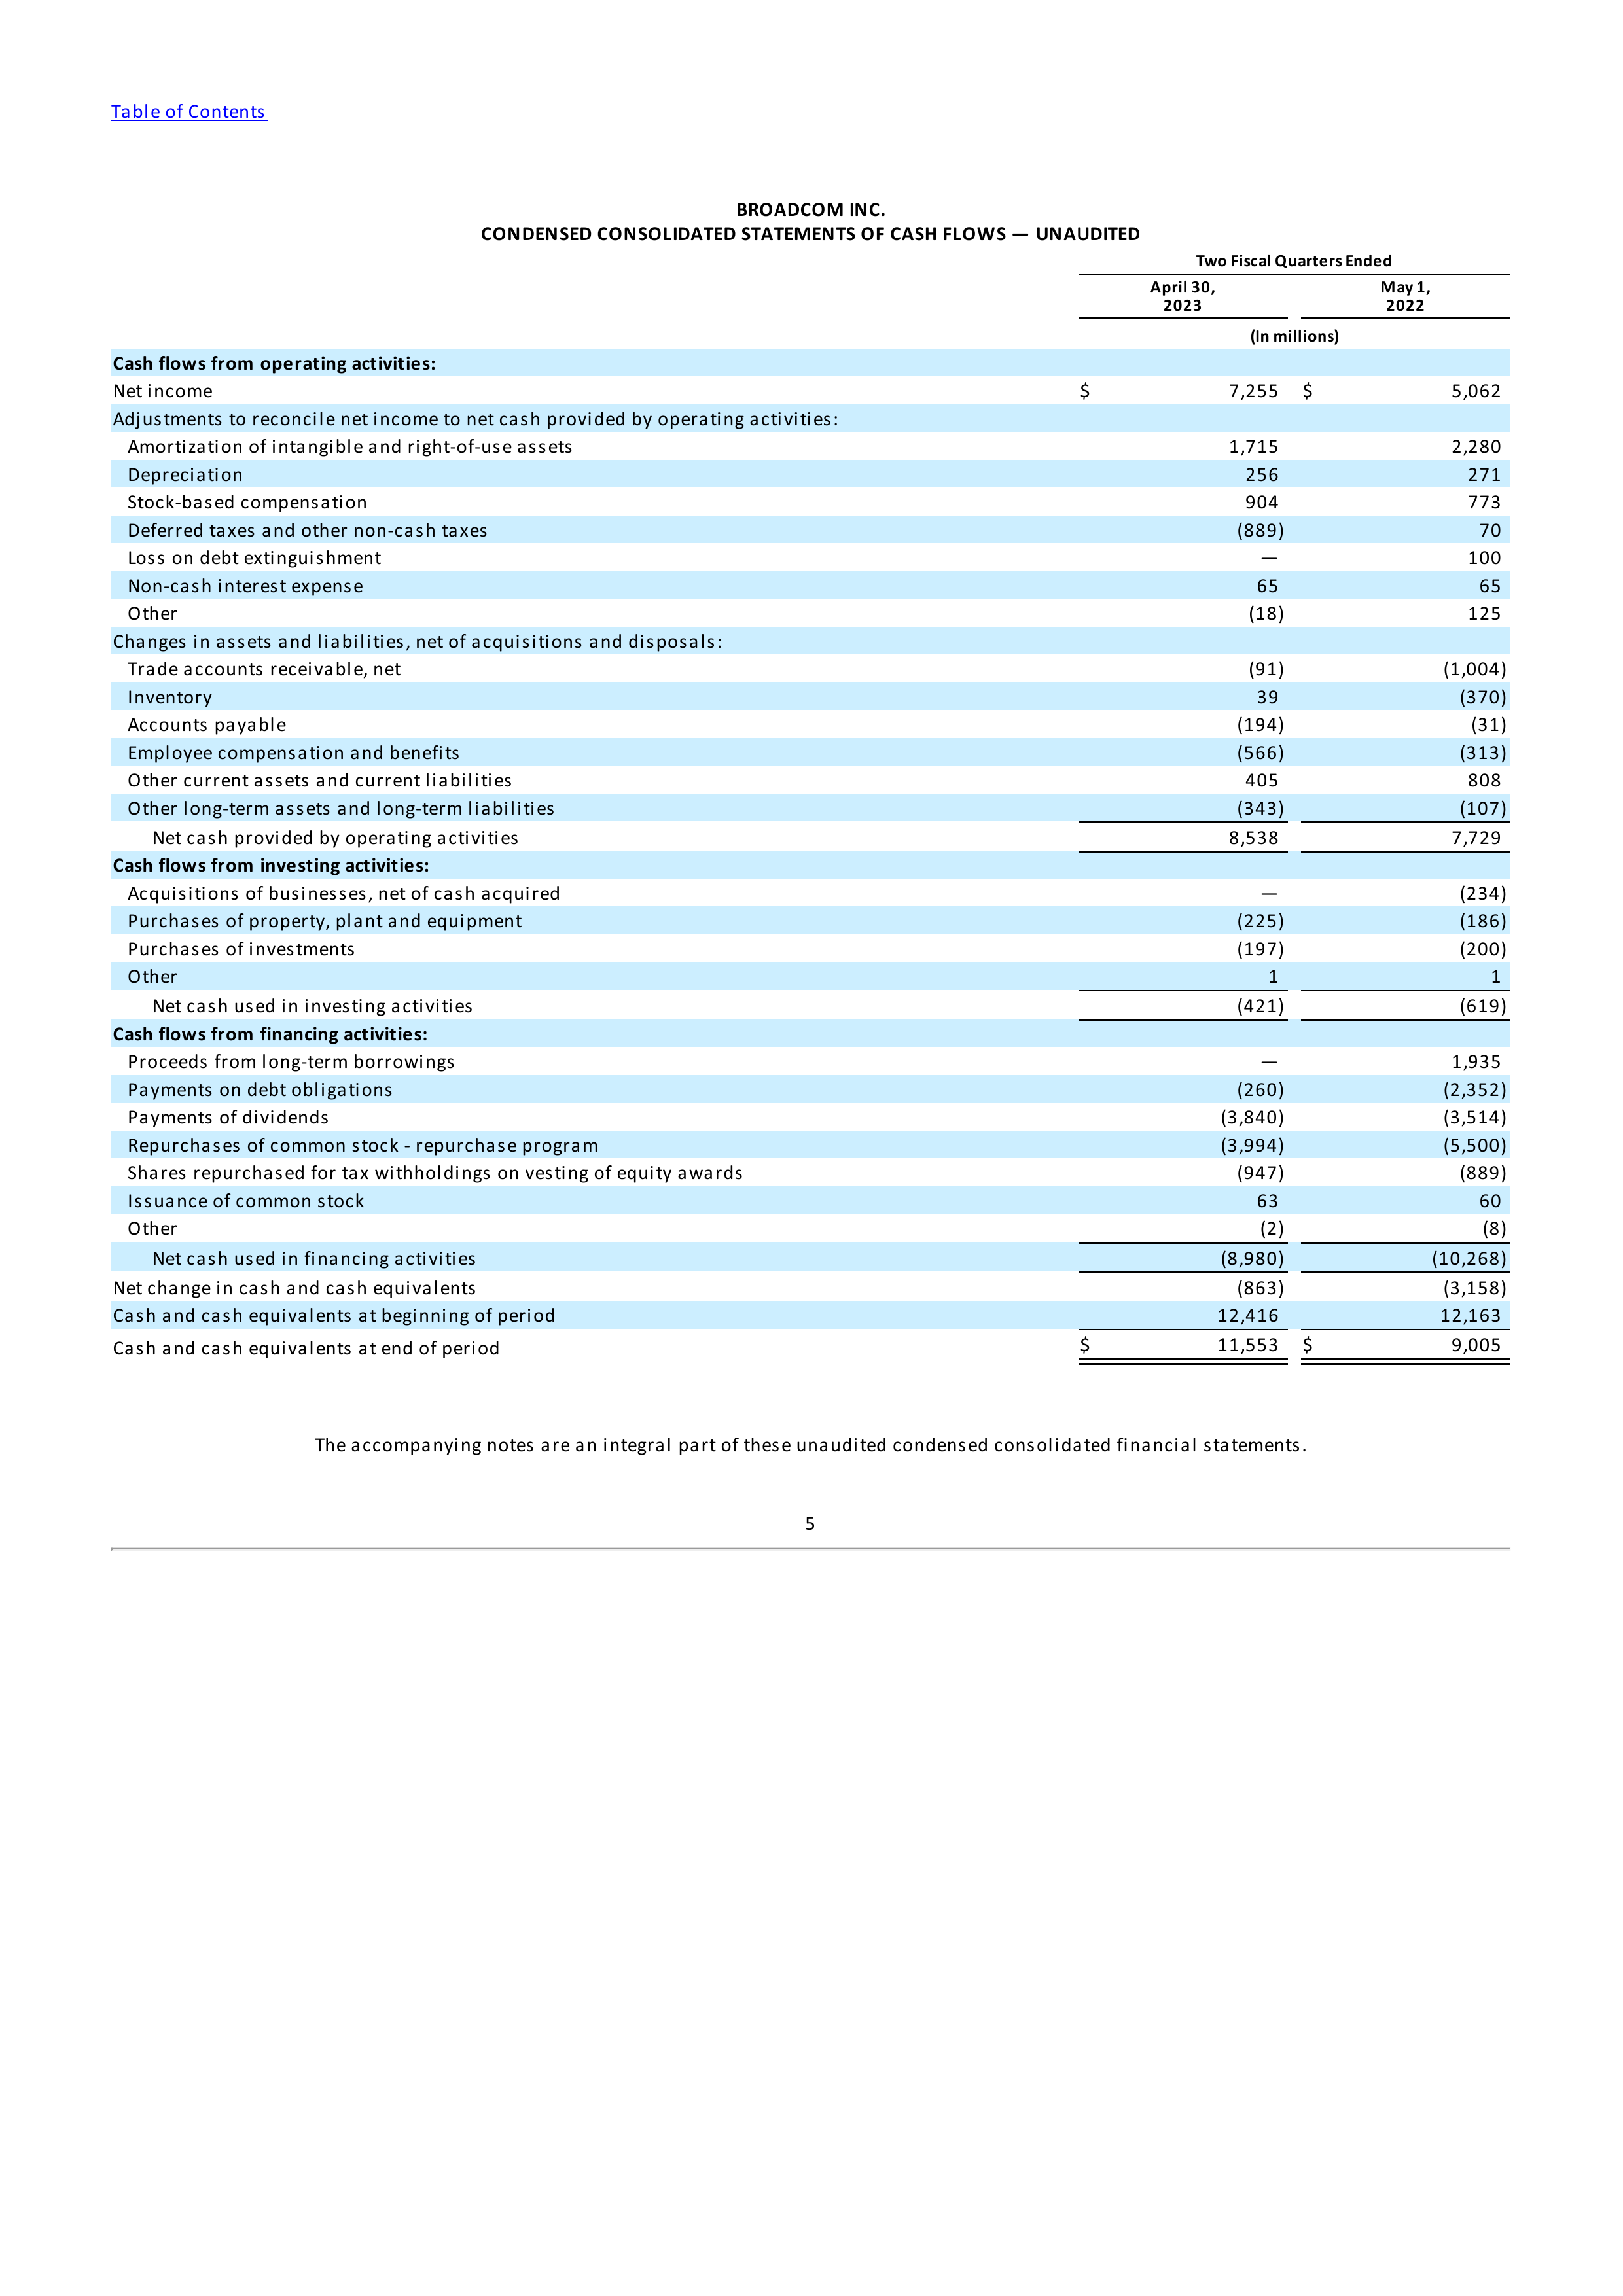 Table of Contents
BROADCOM INC.
CONDENSED CONSOLIDATED STATEMENTS OF CASH FLOWS — UNAUDITED
Two Fiscal Quarters Ended
April 30, 2023 May 1, 2022
(In millions)
Cash flows from operating activities:
Net income $ 7,255 $ 5,062
Adjustments to reconcile net income to net cash provided by operating activities:
Amortization of intangible and right-of-use assets 1,715 2,280
Depreciation 256 271
Stock-based compensation 904 773
Deferred taxes and other non-cash taxes (889) 70
Loss on debt extinguishment — 100
Non-cash interest expense 65 65
Other (18) 125
Changes in assets and liabilities, net of acquisitions and disposals:
Trade accounts receivable, net (91) (1,004)
Inventory 39 (370)
Accounts payable (194) (31)
Employee compensation and benefits (566) (313)
Other current assets and current liabilities 405 808
Other long-term assets and long-term liabilities (343) (107)
Net cash provided by operating activities 8,538 7,729
Cash flows from investing activities:
Acquisitions of businesses, net of cash acquired — (234)
Purchases of property, plant and equipment (225) (186)
Purchases of investments (197) (200)
Other 1 1
Net cash used in investing activities (421) (619)
Cash flows from financing activities:
Proceeds from long-term borrowings — 1,935
Payments on debt obligations (260) (2,352)
Payments of dividends (3,840) (3,514)
Repurchases of common stock - repurchase program (3,994) (5,500)
Shares repurchased for tax withholdings on vesting of equity awards (947) (889)
Issuance of common stock 63 60
Other (2) (8)
Net cash used in financing activities (8,980) (10,268)
Net change in cash and cash equivalents (863) (3,158)
Cash and cash equivalents at beginning of period 12,416 12,163
Cash and cash equivalents at end of period $ 11,553 $ 9,005
The accompanying notes are an integral part of these unaudited condensed consolidated financial statements.
5